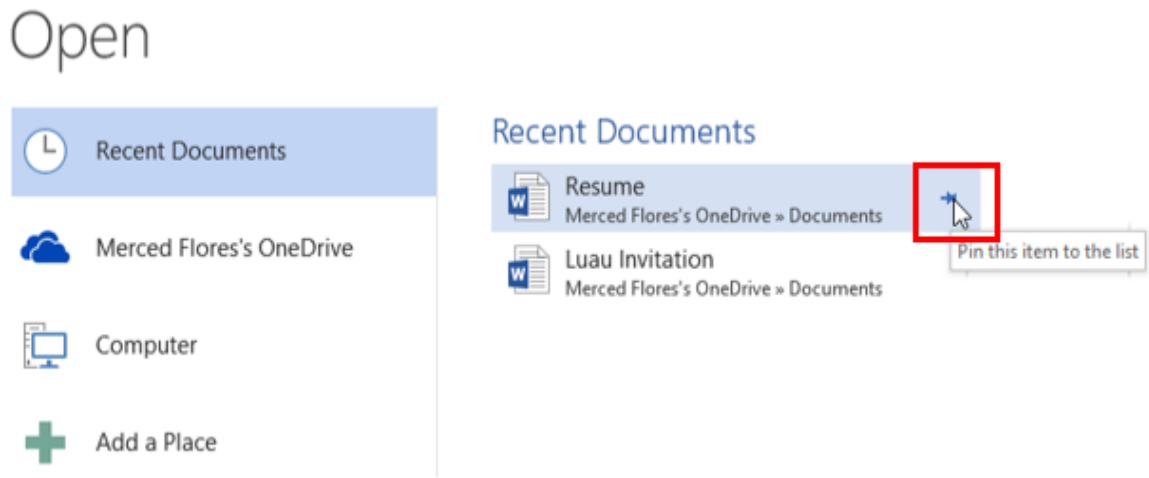 Open
Recent Documents
Merced Flores's OneDrive
Computer
Add a Place
Recent Documents
Resume
Merced Flores's OneDrive » Documents
Pin this item to the list
Luau Invitation
Merced Flores's OneDrive » Documents